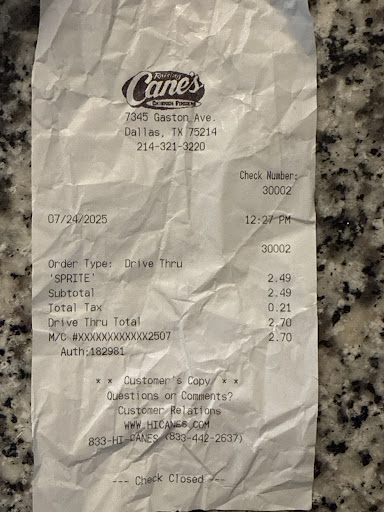 Raising
Cane's
CHICKEN FINGERS
7345 Gaston Ave.
Dallas, TX 75214
214-321-3220
Check Number:
30002
07/24/2025 12:27 PM
30002
Order Type: Drive Thru
'SPRITE' 2.49
Subtotal 2.49
Total Tax 0.21
Drive Thru Total 2.70
M/C #XXXXXXXXXXXX2507 2.70
Auth:182981
* * Customer's Copy * *
Questions or Comments?
Customer Relations
WWW.HICANES.COM
833-HI-CANES (833-442-2637)
--- Check Closed ---